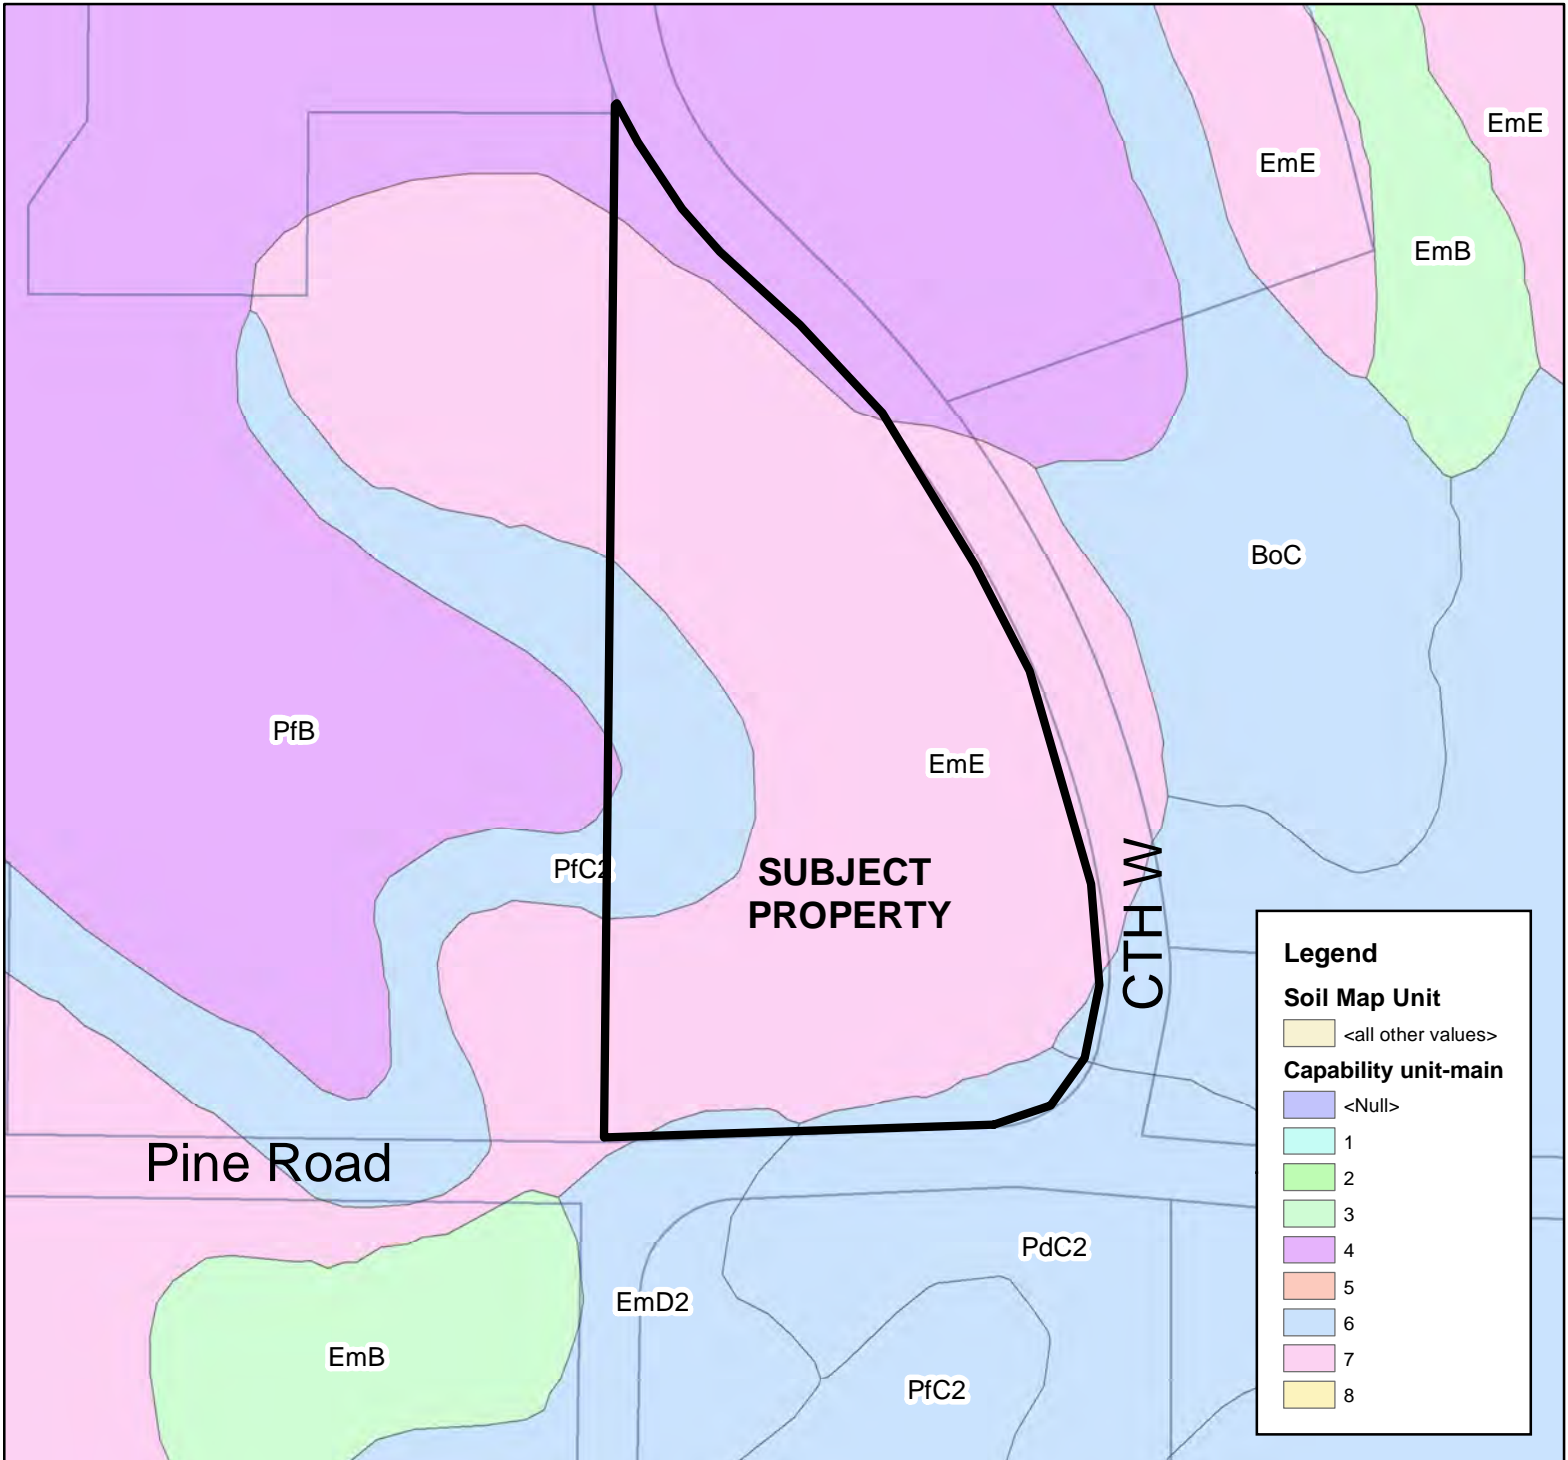 EmE
EmE
EmB
BoC
PfB
EmE
PfC2
SUBJECT
PROPERTY
CTH W
Pine Road
PdC2
EmD2
EmB
PfC2
Legend
Soil Map Unit
<all other values>
Capability unit-main
<Null>
1
2
3
4
5
6
7
8